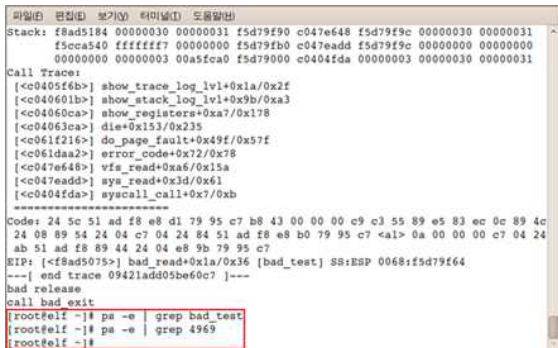 파일(F) 편집(E) 보기(V) 터미널(T) 도움말(H)
Stack: f8ad5184 00000030 00000031 f5d79f90 c047e648 f5d79f9c 00000030 00000031
f5cca540 fffffff7 00000000 f5d79fb0 c047eadd f5d79f9c 00000000 00000000
00000000 00000003 00a5fca0 f5d79000 c0404fda 00000003 00000030 00000031
Call Trace:
[<c0405f6b>] show_trace_log_lvl+0x1a/0x2f
[<c040601b>] show_stack_log_lvl+0x9b/0xa3
[<c04060ca>] show_registers+0xa7/0x178
[<c04063ca>] die+0x153/0x235
[<c061f216>] do_page_fault+0x49f/0x57f
[<c061daa2>] error_code+0x72/0x78
[<c047e648>] vfs_read+0xa6/0x15a
[<c047eadd>] sys_read+0x3d/0x61
[<c0404fda>] syscall_call+0x7/0xb
=======================
Code: 24 5c 51 ad f8 e8 d1 79 95 c7 b8 43 00 00 00 c9 c3 55 89 e5 83 ec 0c 89 4c
24 08 89 54 24 04 c7 04 24 84 51 ad f8 e8 b0 79 95 c7 <a1> 0a 00 00 00 c7 04 24
ab 51 ad f8 89 44 24 04 e8 9b 79 95 c7
EIP: [<f8ad5075>] bad_read+0x1a/0x36 [bad_test] SS:ESP 0068:f5d79f64
---[ end trace 09421add05be60c7 ]---
bad release
call bad_exit
[root@elf ~]# ps -e | grep bad_test
[root@elf ~]# ps -e | grep 4969
[root@elf ~]#